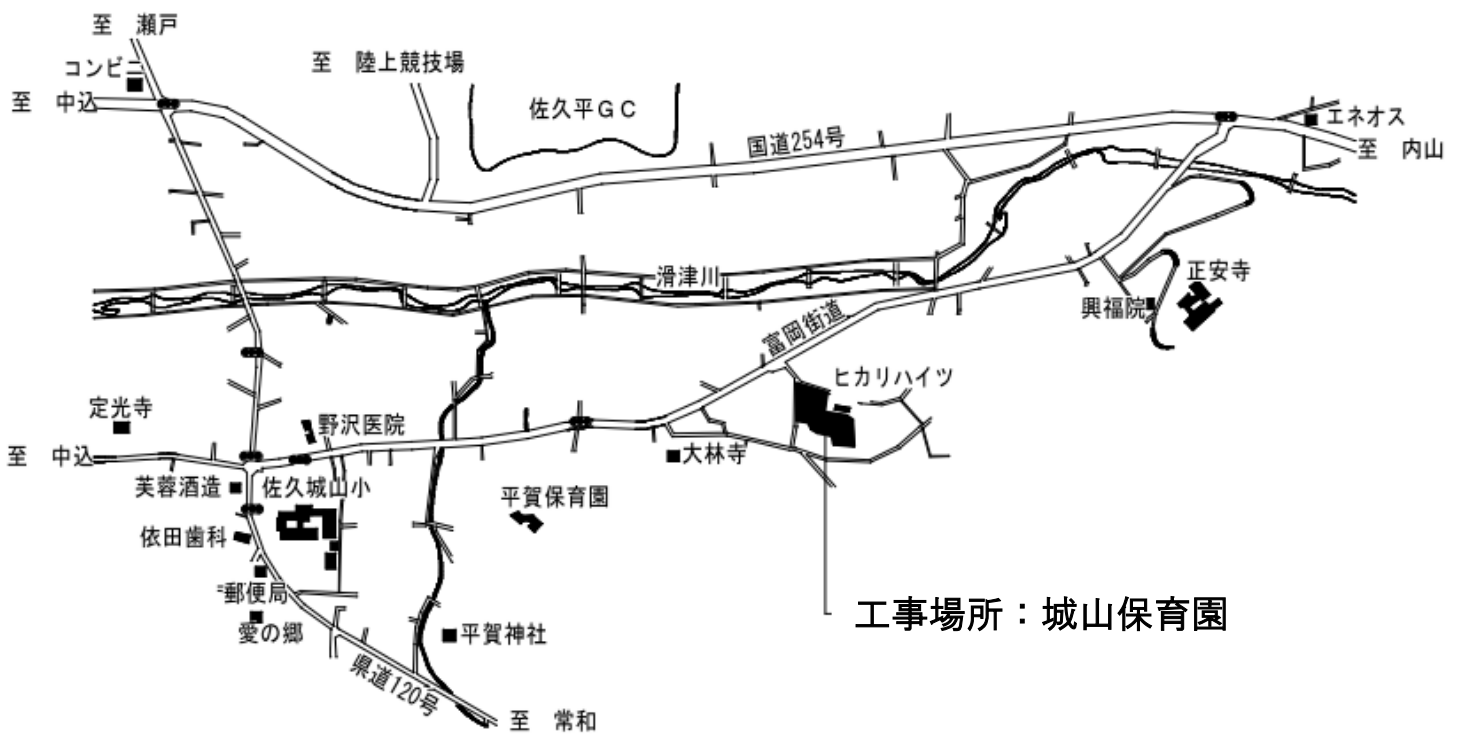 至　瀬戸
コンビニ
至　陸上競技場
至　中込
佐久平ＧＣ
国道254号
エネオス
至　内山
滑津川
正安寺
興福院
富岡街道
ヒカリハイツ
定光寺
野沢医院
至　中込
大林寺
芙蓉酒造
佐久城山小
平賀保育園
依田歯科
郵便局
工事場所：城山保育園
愛の郷
平賀神社
県道120号
至　常和